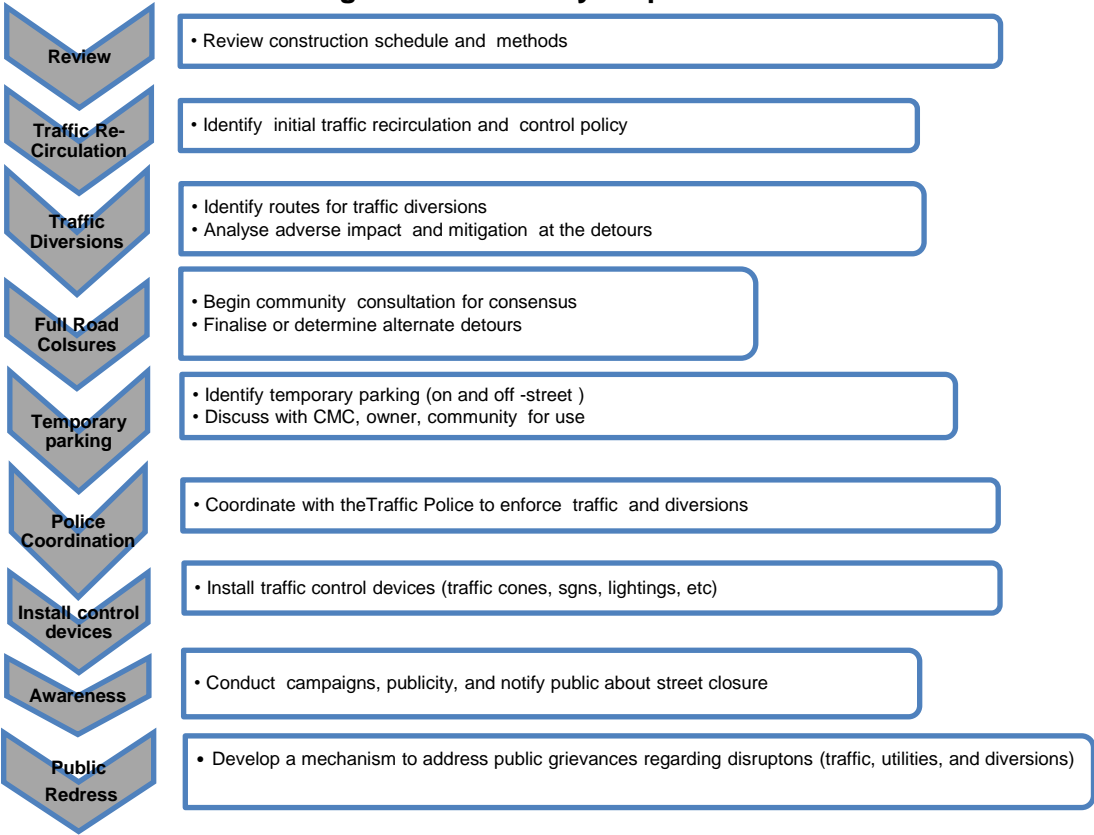 Review
• Review construction schedule and methods
Traffic Re-
Circulation
• Identify initial traffic recirculation and control policy
Traffic
Diversions
• Identify routes for traffic diversions
• Analyse adverse impact and mitigation at the detours
Full Road
Colsures
• Begin community consultation for consensus
• Finalise or determine alternate detours
Temporary
parking
• Identify temporary parking (on and off -street )
• Discuss with CMC, owner, community for use
Police
Coordination
• Coordinate with theTraffic Police to enforce traffic and diversions
Install control
devices
• Install traffic control devices (traffic cones, sgns, lightings, etc)
Awareness
• Conduct campaigns, publicity, and notify public about street closure
Public
Redress
• Develop a mechanism to address public grievances regarding disruptons (traffic, utilities, and diversions)